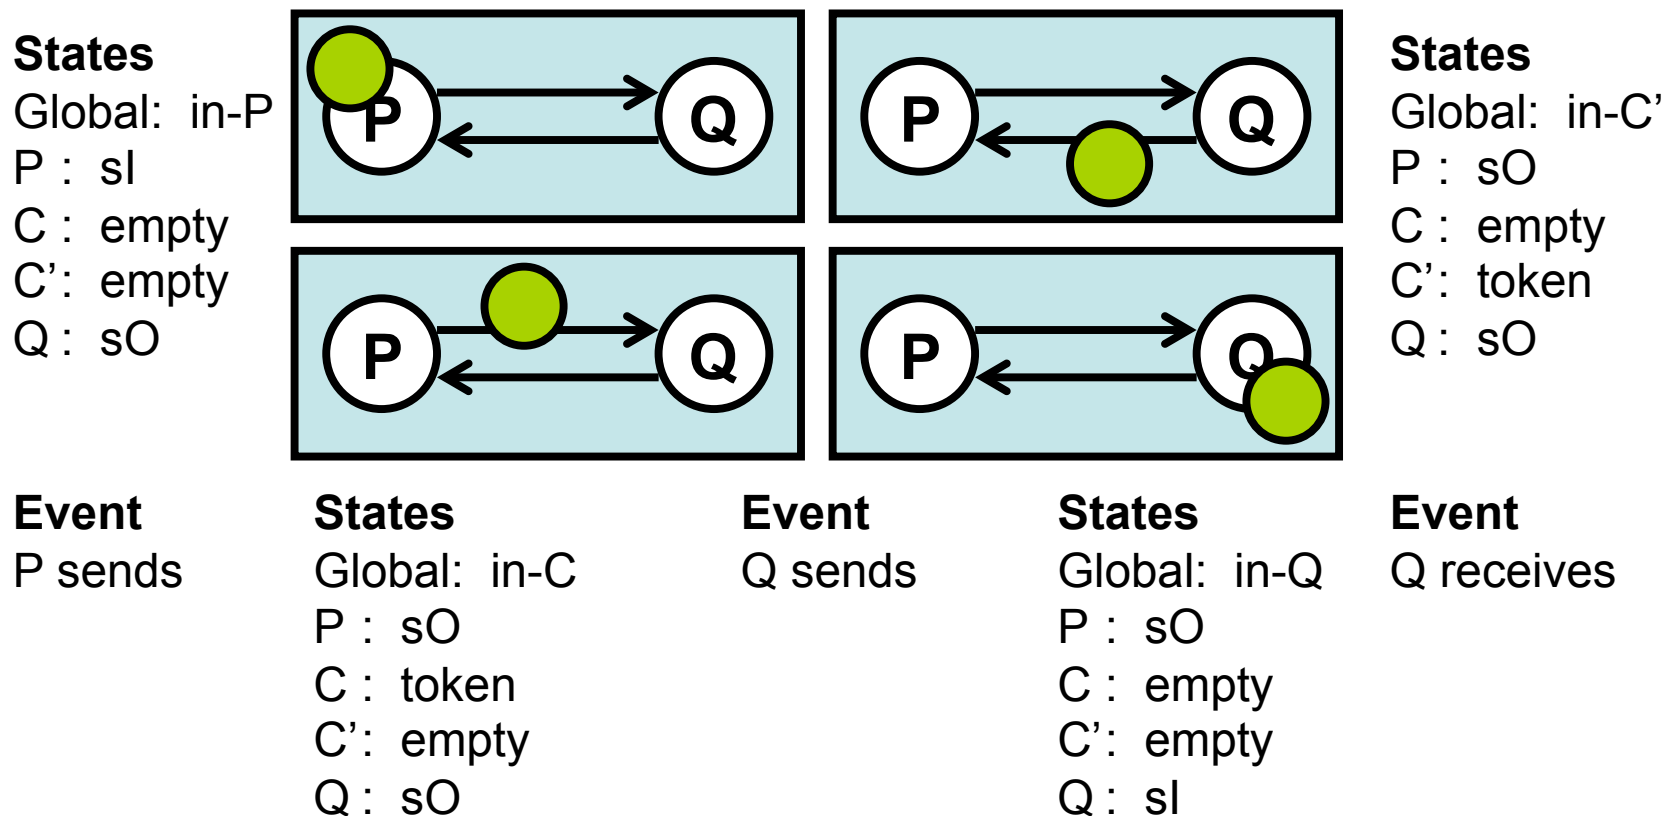 States
Global: in-P
P : sI
C : empty
C’: empty
Q : sO
P
Q
P
Q
States
Global: in-C’
P : sO
C : empty
C’: token
Q : sO
P
Q
P
Q
Event
P sends
States
Global: in-C
P : sO
C : token
C’: empty
Q : sO
Event
Q sends
States
Global: in-Q
P : sO
C : empty
C’: empty
Q : sI
Event
Q receives